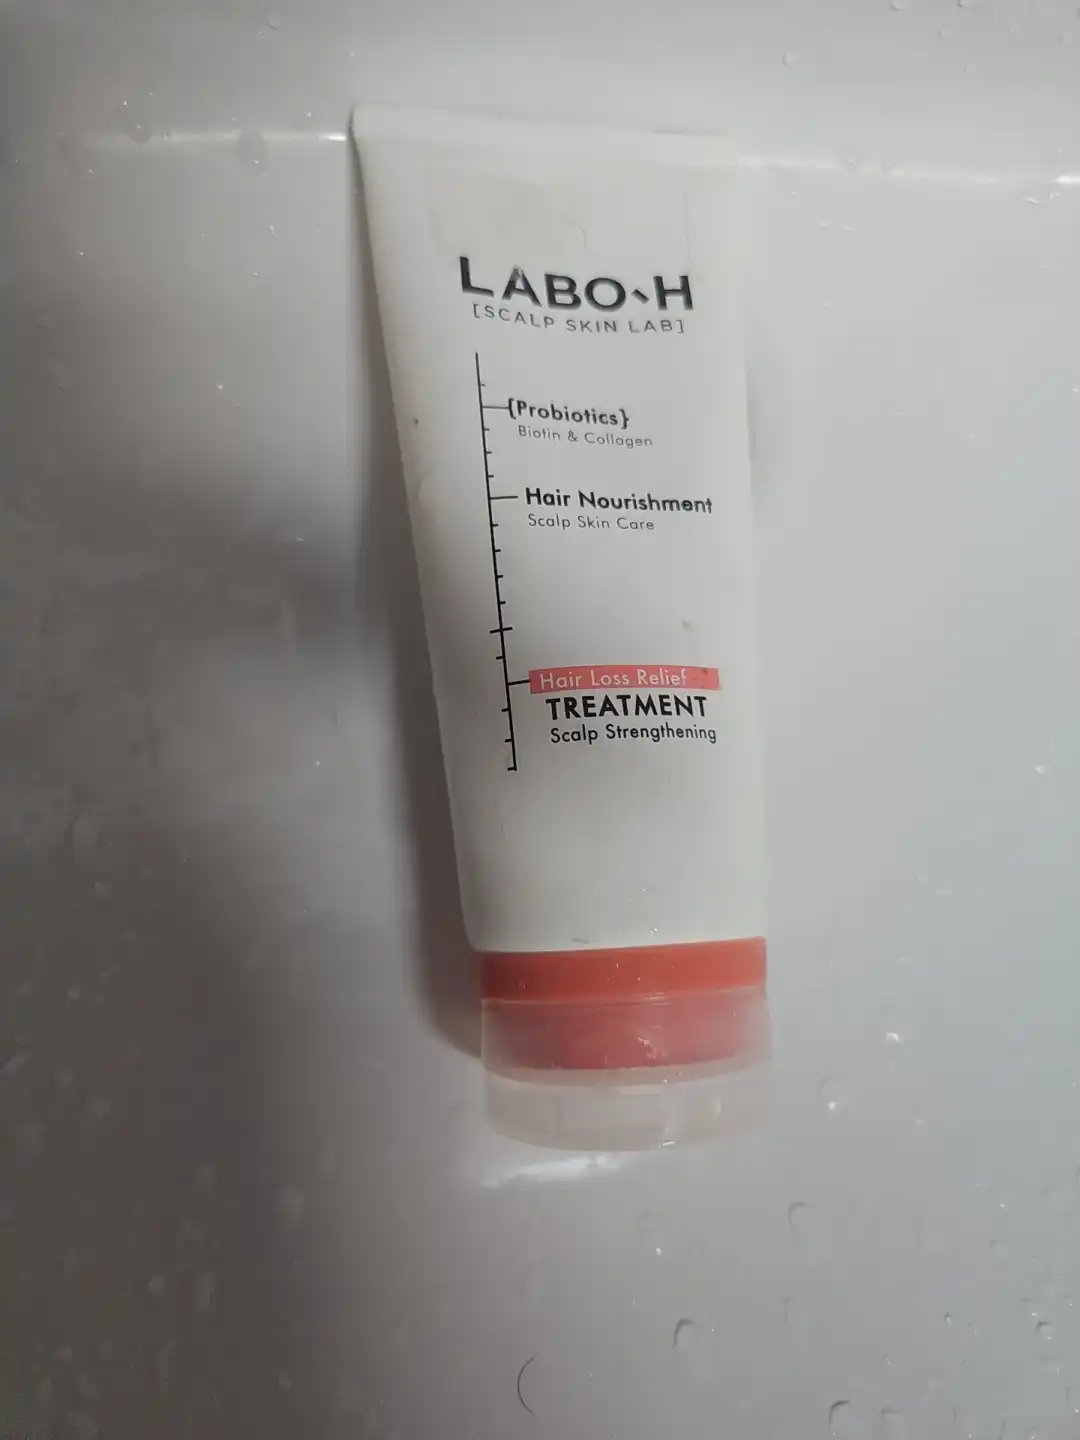 LABO-H
[SCALP SKIN LAB]
{Probiotics}
Biotin & Collagen
Hair Nourishment
Scalp Skin Care
Hair Loss Relief
TREATMENT
Scalp Strengthening